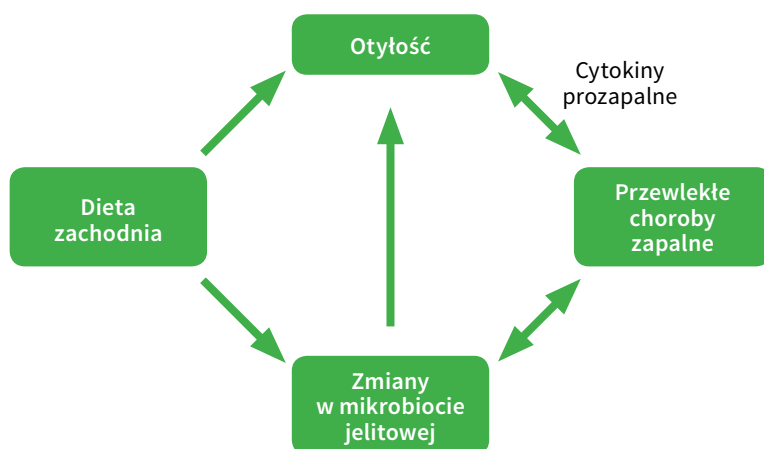 Otyłość
Cytokiny
prozapalne
Dieta
zachodnia
Przewlekłe
choroby
zapalne
Zmiany
w mikrobiocie
jelitowej